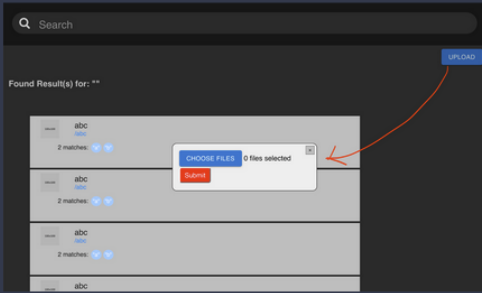 Search
UPLOAD
Found Result(s) for: ""
abc
/abc
2 matches:
CHOOSE FILES 0 files selected
Submit
abc
/abc
2 matches:
abc
/abc
2 matches:
abc